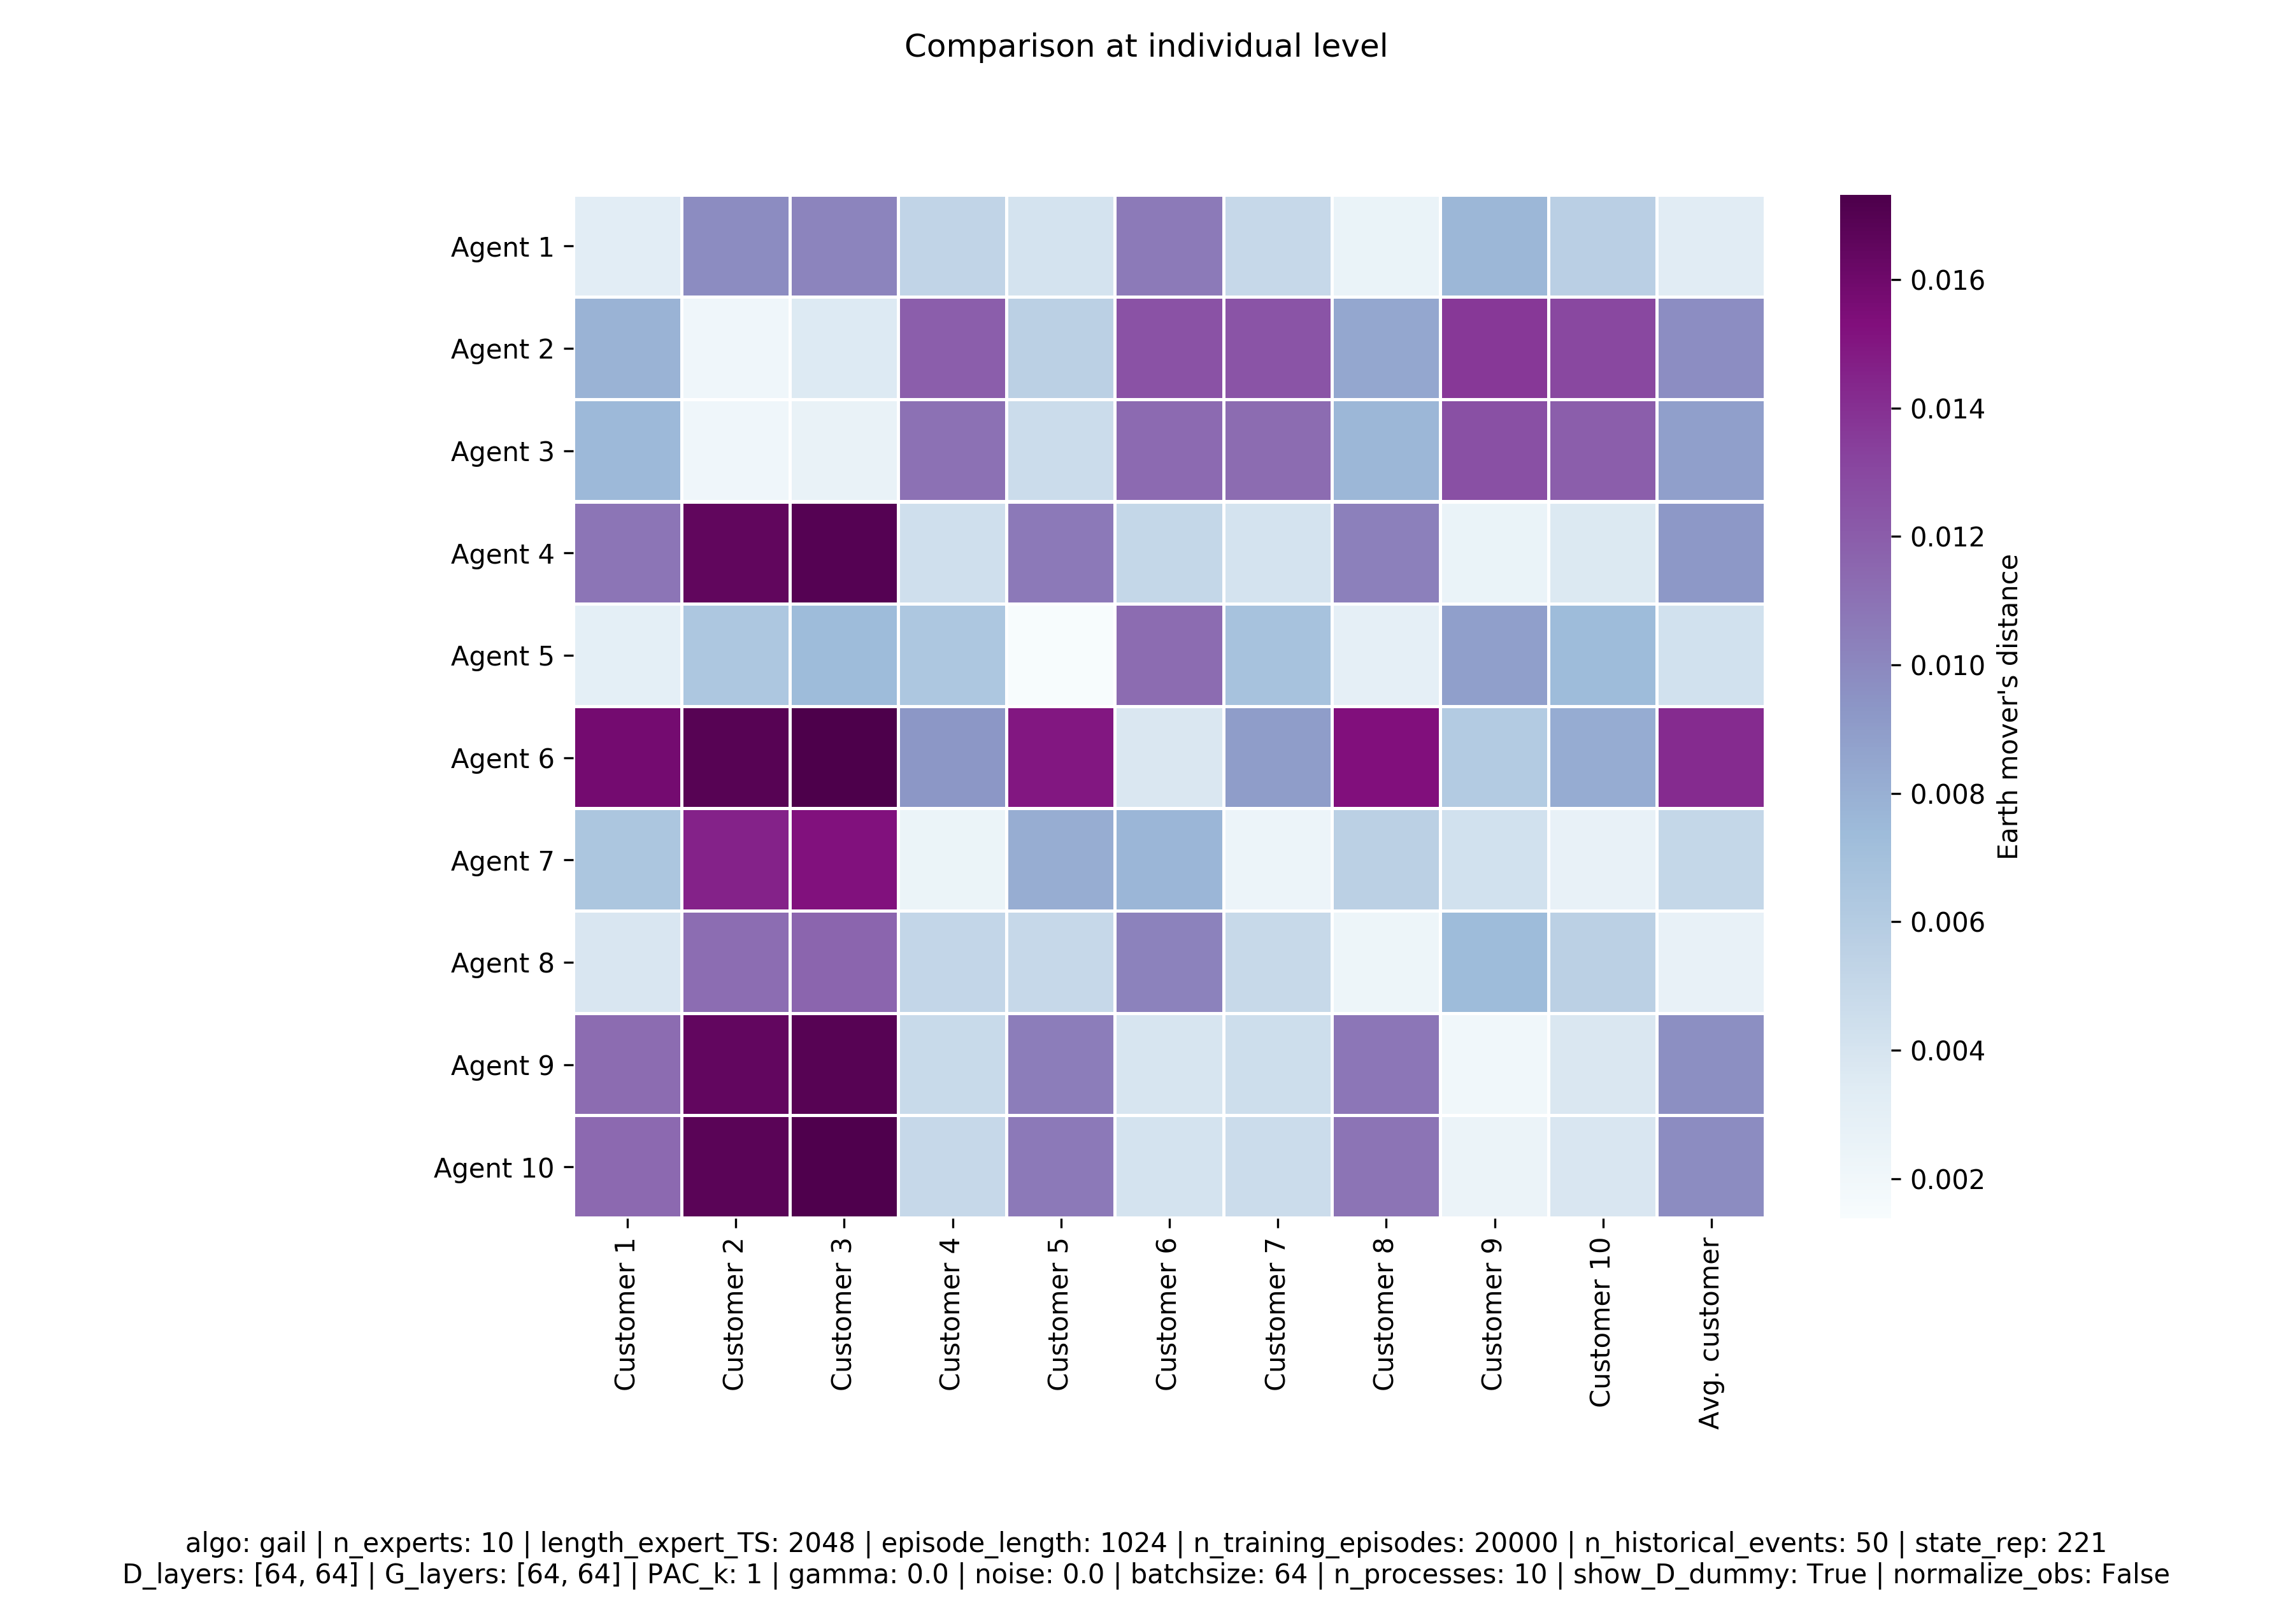 Comparison at individual level
Agent 1
Agent 2
Agent 3
Agent 4
Agent 5
Agent 6
Agent 7
Agent 8
Agent 9
Agent 10
Customer 1
Customer 2
Customer 3
Customer 4
Customer 5
Customer 6
Customer 7
Customer 8
Customer 9
Customer 10
Avg. customer
0.016
0.014
0.012
0.010
0.008
0.006
0.004
0.002
Earth mover's distance
algo: gail | n_experts: 10 | length_expert_TS: 2048 | episode_length: 1024 | n_training_episodes: 20000 | n_historical_events: 50 | state_rep: 221
D_layers: [64, 64] | G_layers: [64, 64] | PAC_k: 1 | gamma: 0.0 | noise: 0.0 | batchsize: 64 | n_processes: 10 | show_D_dummy: True | normalize_obs: False